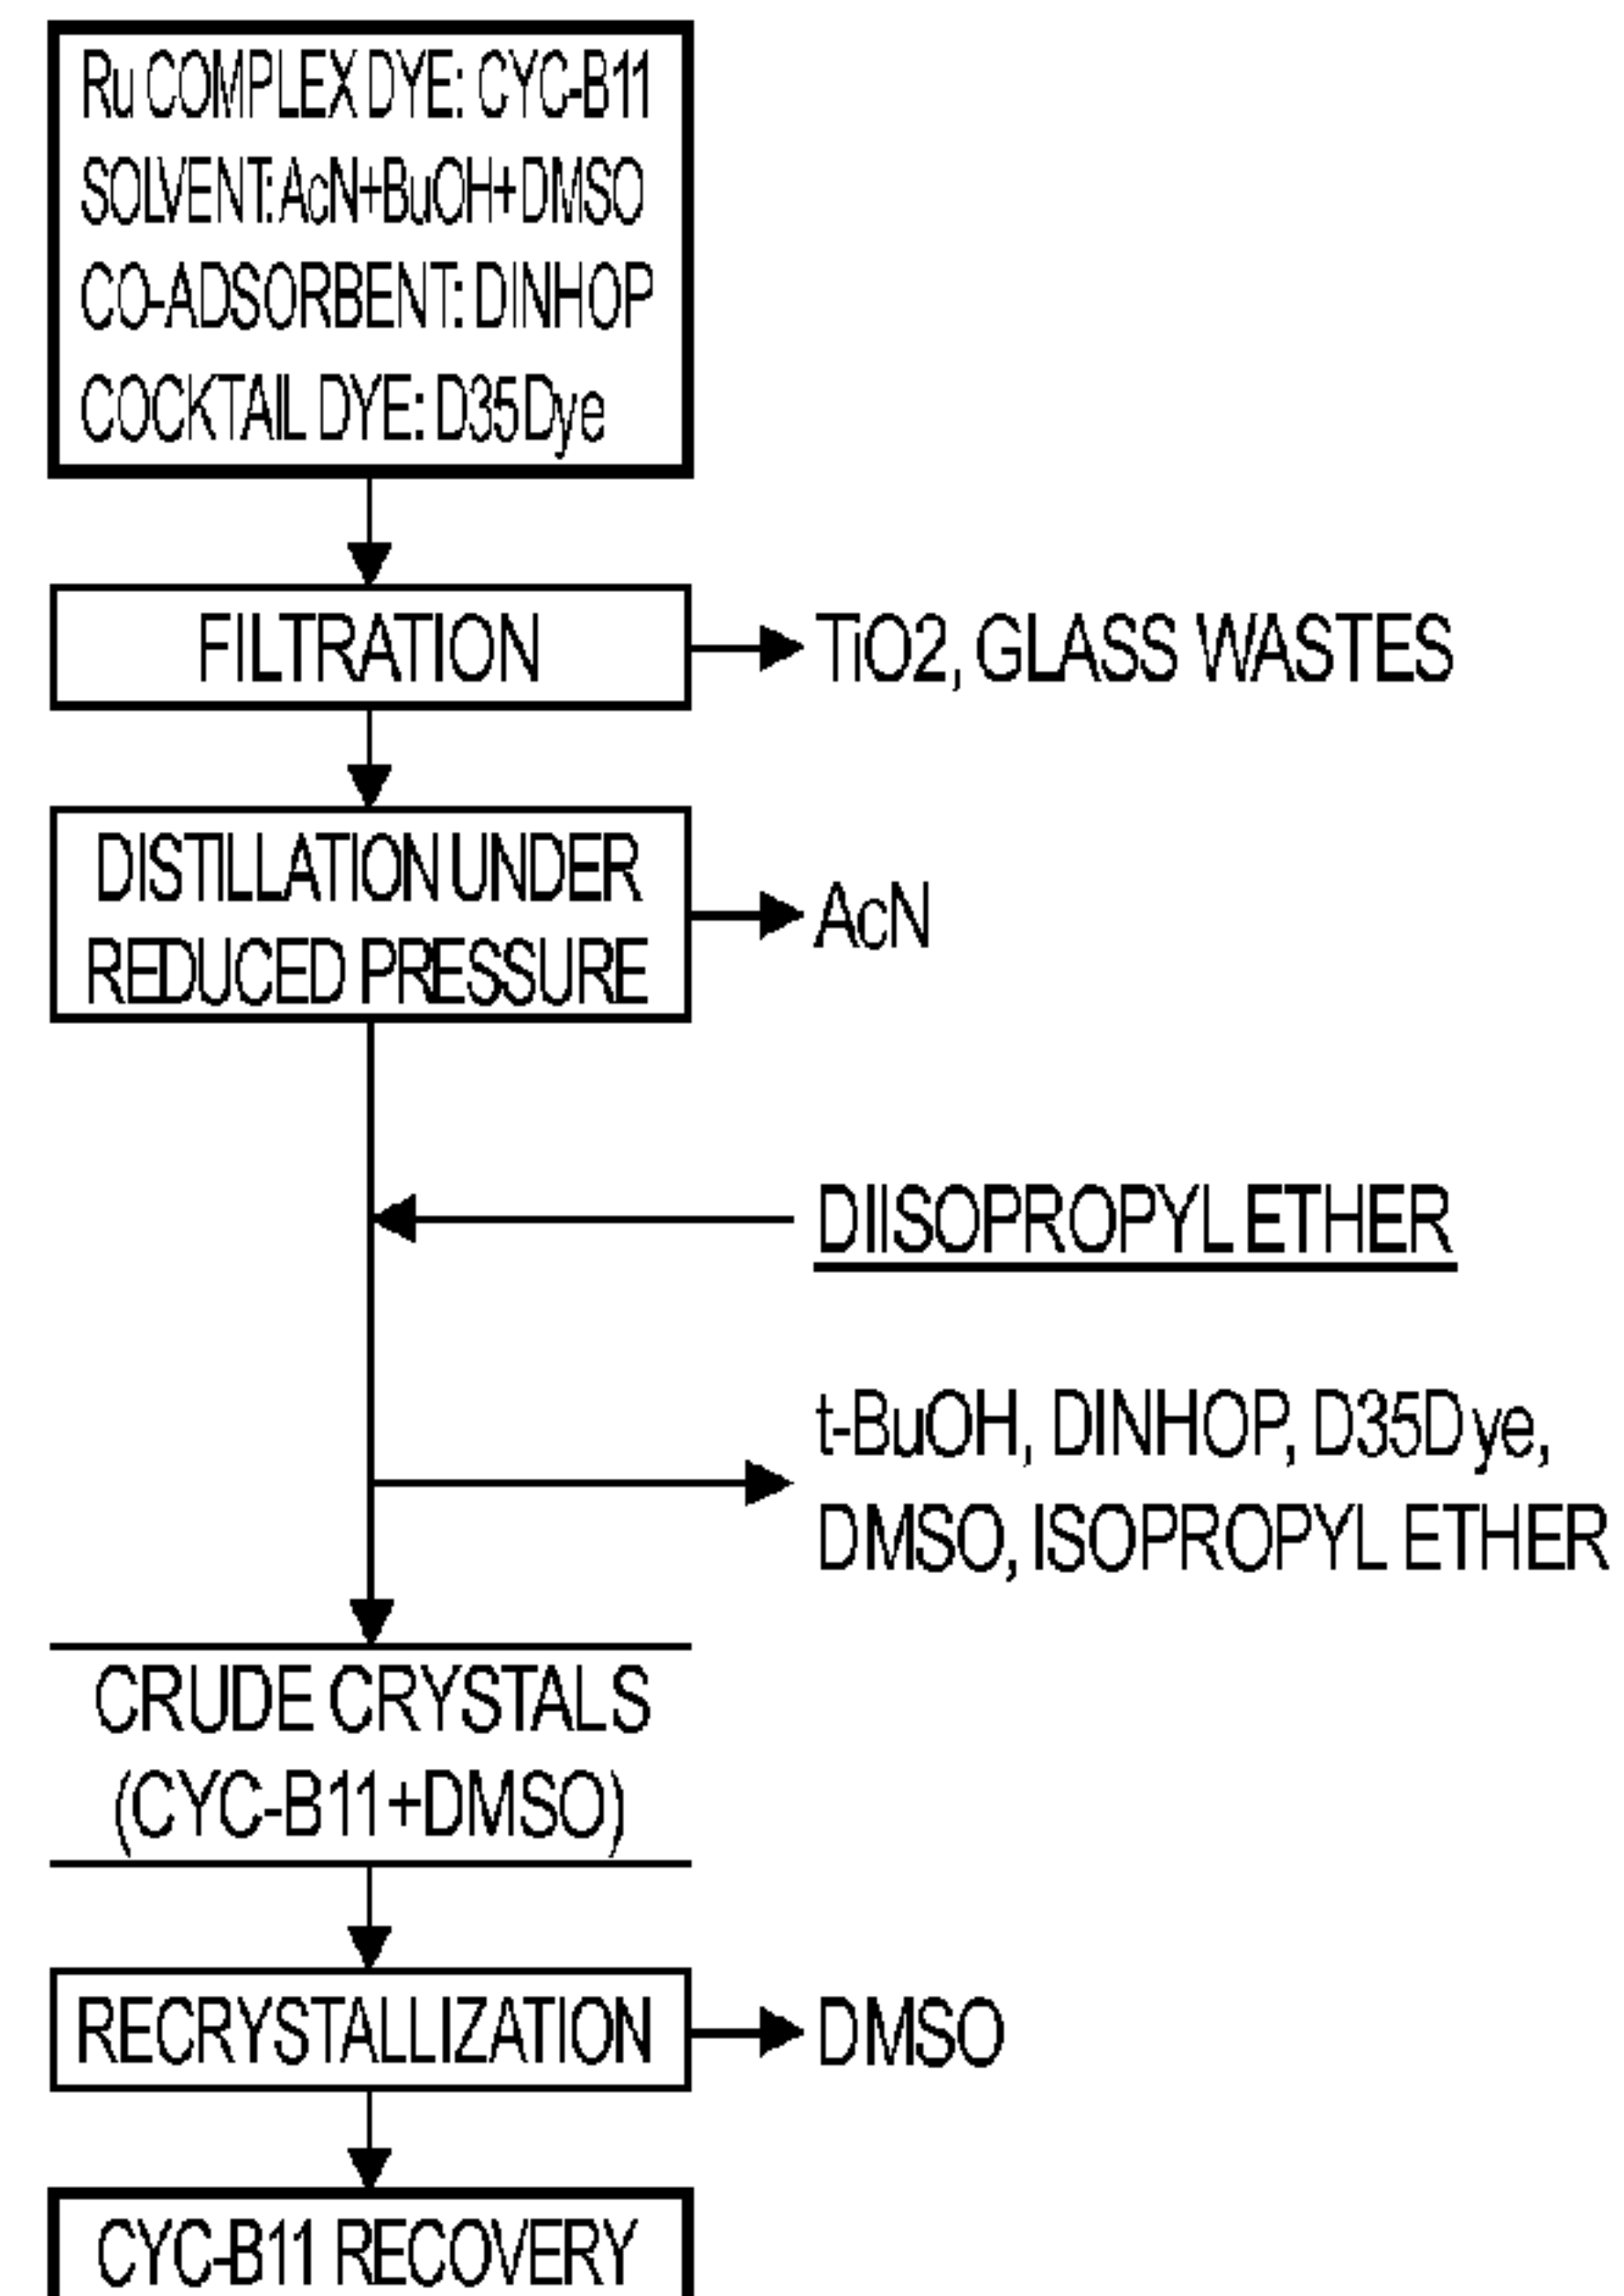 Ru COMPLEX DYE: CYC-B11
SOLVENT: AcN+BuOH+DMSO
CO-ADSORBENT: DINHOP
COCKTAIL DYE: D35Dye
FILTRATION
TiO2, GLASS WASTES
DISTILLATION UNDER
REDUCED PRESSURE
AcN
DIISOPROPYL ETHER
t-BuOH, DINHOP, D35Dye,
DMSO, ISOPROPYL ETHER
CRUDE CRYSTALS
(CYC-B11+DMSO)
RECRYSTALLIZATION
DMSO
CYC-B11 RECOVERY